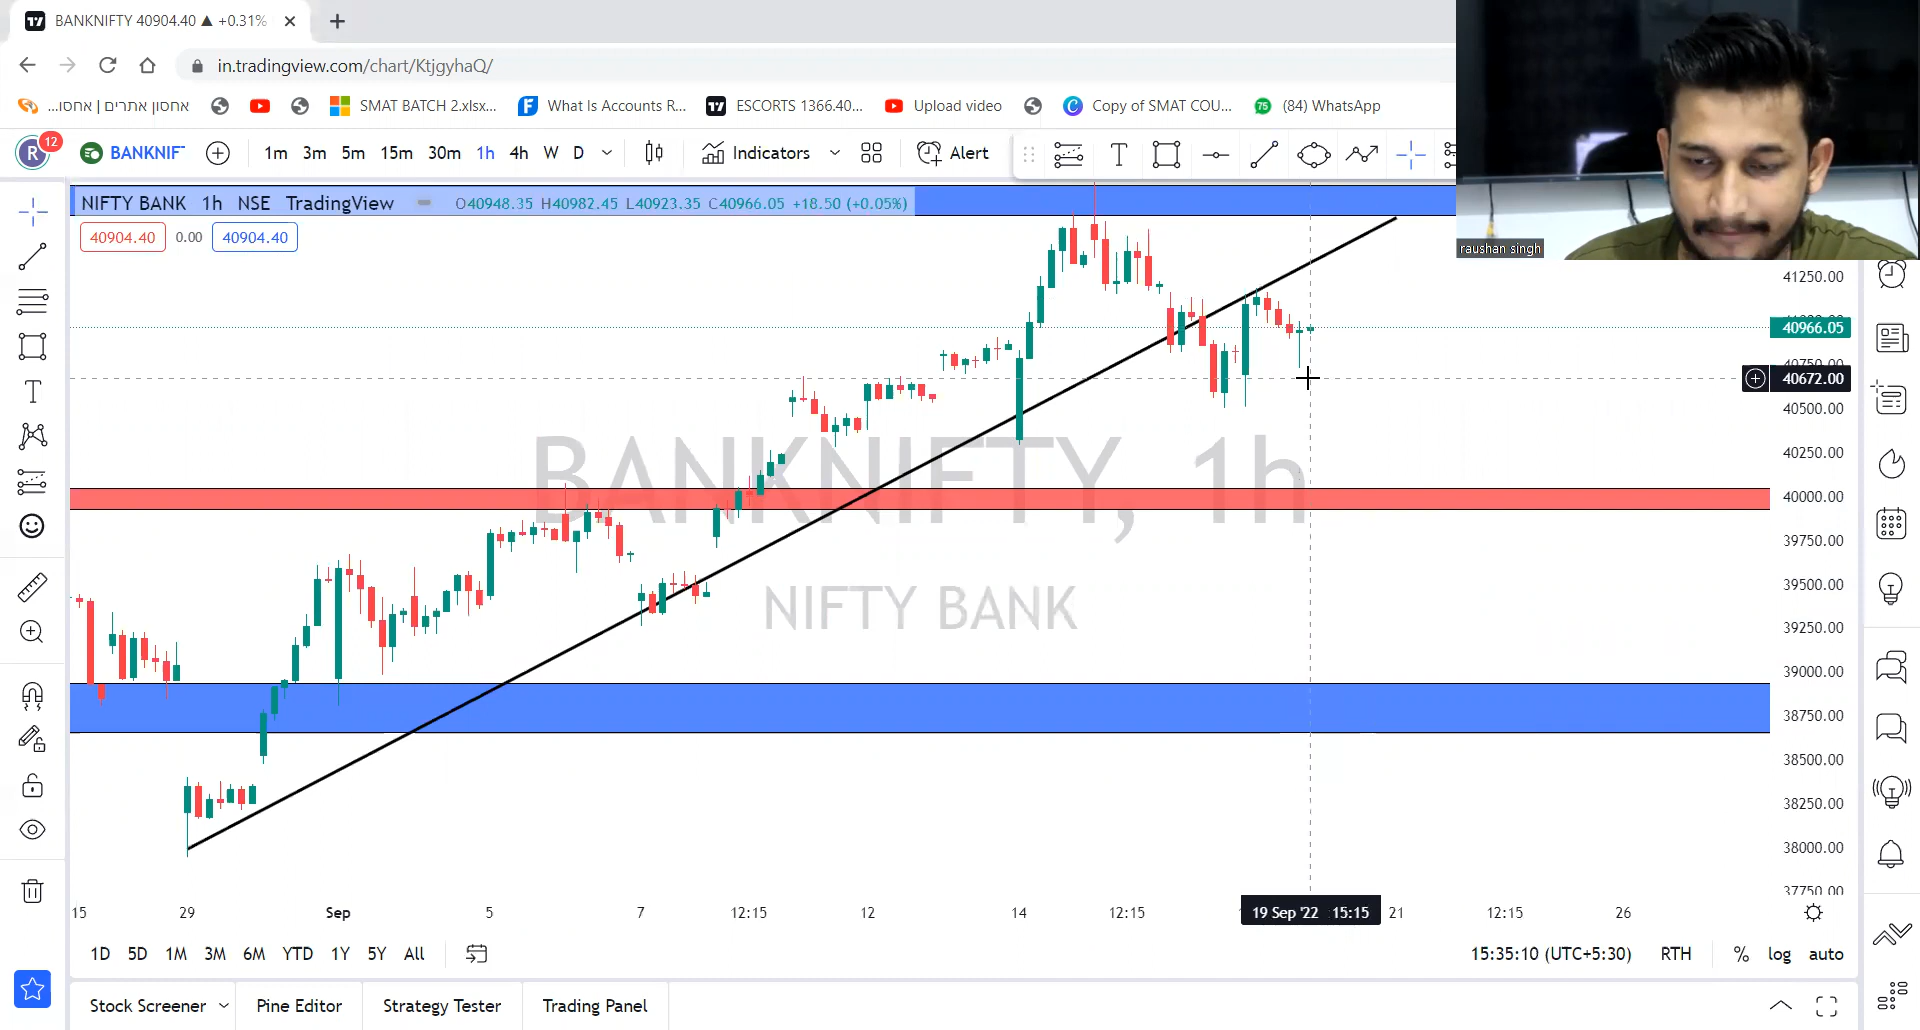 BANKNIFTY 40904.40 ▲ +0.31%
in.tradingview.com/chart/KtjgyhaQ/
אחסון אתרים | אחסו...
SMAT BATCH 2.xlsx...
What Is Accounts R...
ESCORTS 1366.40...
Upload video
Copy of SMAT COU...
75
(84) WhatsApp
R
12
BANKNIF
1m 3m 5m 15m 30m 1h 4h W D
Indicators
Alert
NIFTY BANK 1h NSE TradingView O40948.35 H40982.45 L40923.35 C40966.05 +18.50 (+0.05%)
40904.40 0.00 40904.40
raushan singh
41250.00
40966.05
40672.00
40500.00
40250.00
40000.00
39750.00
39500.00
39250.00
39000.00
38750.00
38500.00
38250.00
38000.00
37750.00
BANKNIFTY, 1h
NIFTY BANK
15 29 Sep 5 7 12:15 12 14 12:15 19 Sep '22 15:15 21 12:15 26
1D 5D 1M 3M 6M YTD 1Y 5Y All
15:35:10 (UTC+5:30) RTH % log auto
Stock Screener Pine Editor Strategy Tester Trading Panel